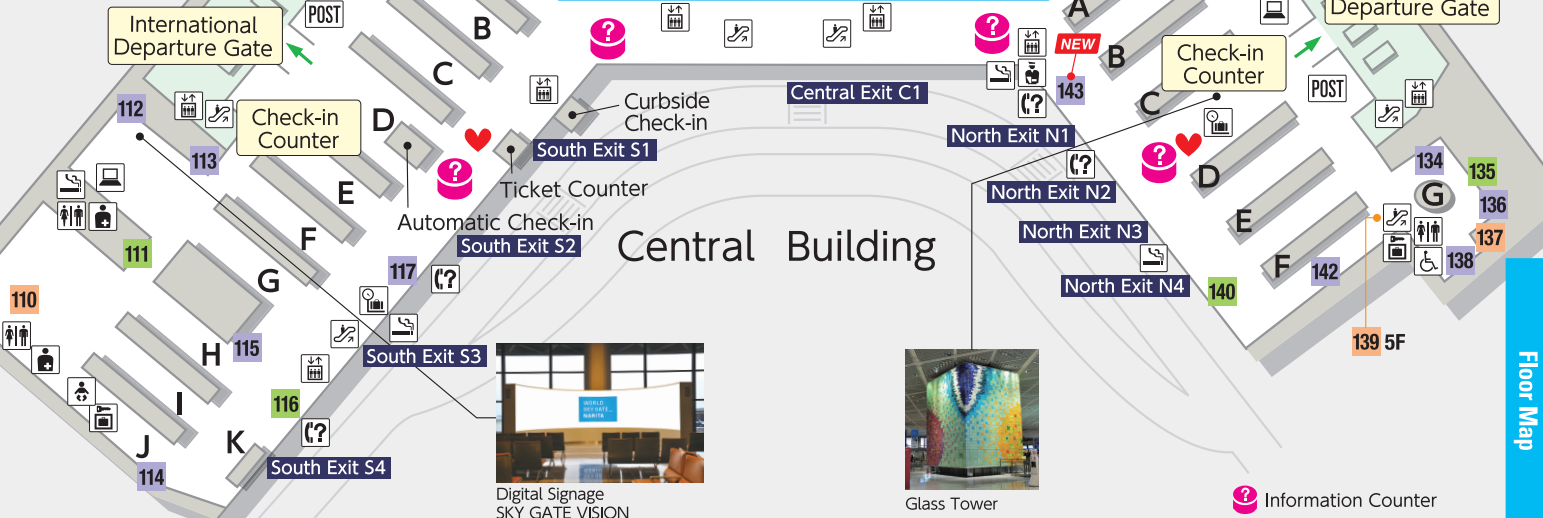 International
Departure Gate
POST
B
C
D
E
F
G
H
I
J
K
112
113
Check-in
Counter
111
110
115
117
116
114
Automatic Check-in
Ticket Counter
Curbside
Check-in
South Exit S1
South Exit S2
South Exit S3
South Exit S4
Central Building
Central Exit C1
North Exit N1
North Exit N2
North Exit N3
North Exit N4
NEW
143
A
B
C
D
E
F
G
Check-in
Counter
POST
Departure Gate
134
135
136
137
138
142
140
139 5F
WORLD
SKY GATE_
NARITA
Digital Signage
SKY GATE VISION
Glass Tower
Information Counter
Floor Map